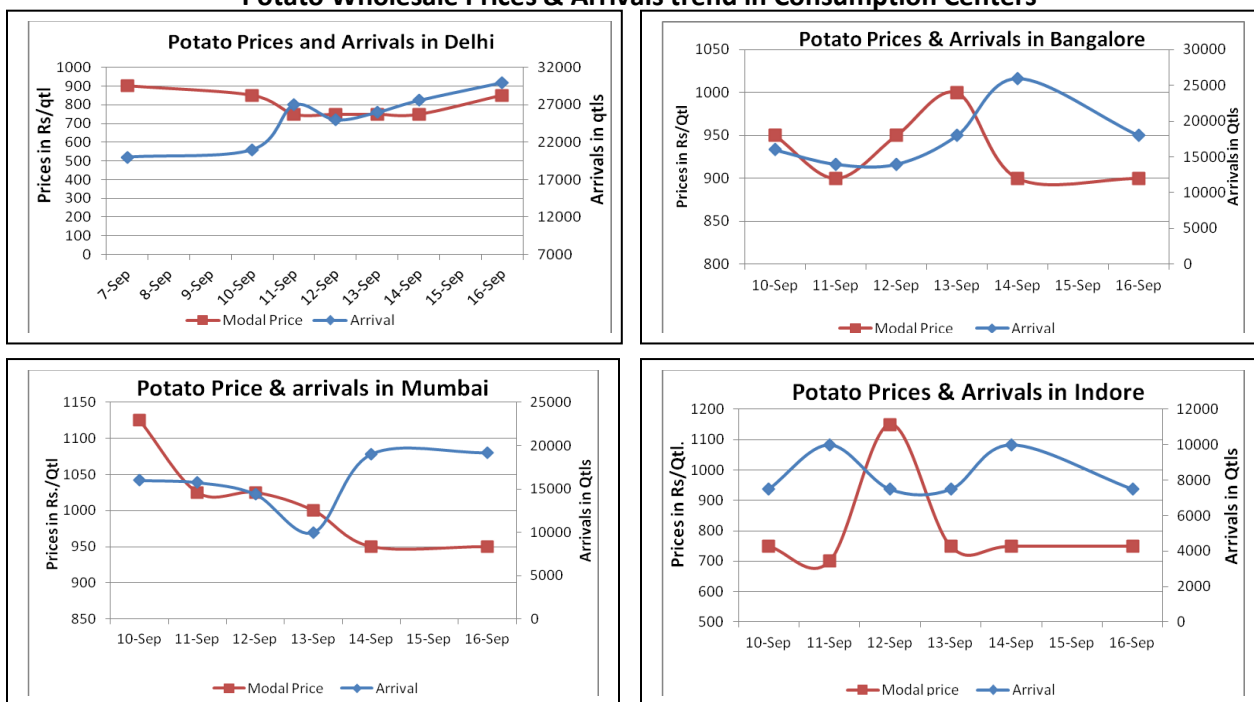 Potato Wholesale Prices & Arrivals trend in Consumption Centers
Potato Prices and Arrivals in Delhi
Prices in Rs/qtl
1000
900
800
700
600
500
400
300
200
100
0
32000
27000
22000
17000
12000
7000
Arrivals in qtls
7-Sep 8-Sep 9-Sep 10-Sep 11-Sep 12-Sep 13-Sep 14-Sep 15-Sep 16-Sep
Modal Price Arrival
Potato Prices & Arrivals in Bangalore
Prices in Rs/Qtl
1050
1000
950
900
850
800
30000
25000
20000
15000
10000
5000
0
Arrivals in Qtls
10-Sep 11-Sep 12-Sep 13-Sep 14-Sep 15-Sep 16-Sep
Modal Price Arrival
Potato Price & arrivals in Mumbai
Prices in Rs./Qtl
1150
1100
1050
1000
950
900
850
25000
20000
15000
10000
5000
0
Arrivals in Qtls
10-Sep 11-Sep 12-Sep 13-Sep 14-Sep 15-Sep 16-Sep
Modal Price Arrival
Potato Prices & Arrivals in Indore
Prices in Rs/Qtl.
1200
1100
1000
900
800
700
600
500
12000
10000
8000
6000
4000
2000
0
Arrivals in Qtls
10-Sep 11-Sep 12-Sep 13-Sep 14-Sep 15-Sep 16-Sep
Modal price Arrival